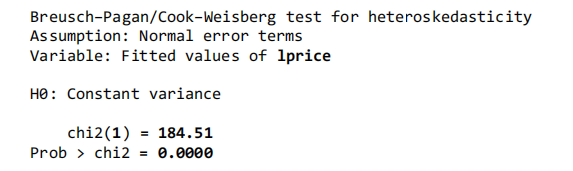 Breusch–Pagan/Cook–Weisberg test for heteroskedasticity
Assumption: Normal error terms
Variable: Fitted values of lprice
H0: Constant variance
chi2(1) = 184.51
Prob > chi2 = 0.0000